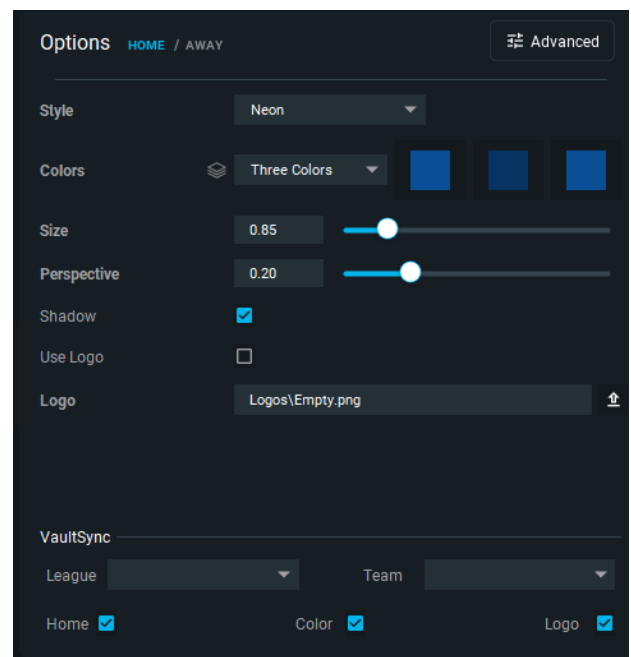 Options HOME / AWAY Advanced
Style Neon
Colors Three Colors
Size 0.85
Perspective 0.20
Shadow
Use Logo
Logo Logos\Empty.png
VaultSync
League Team
Home Color Logo